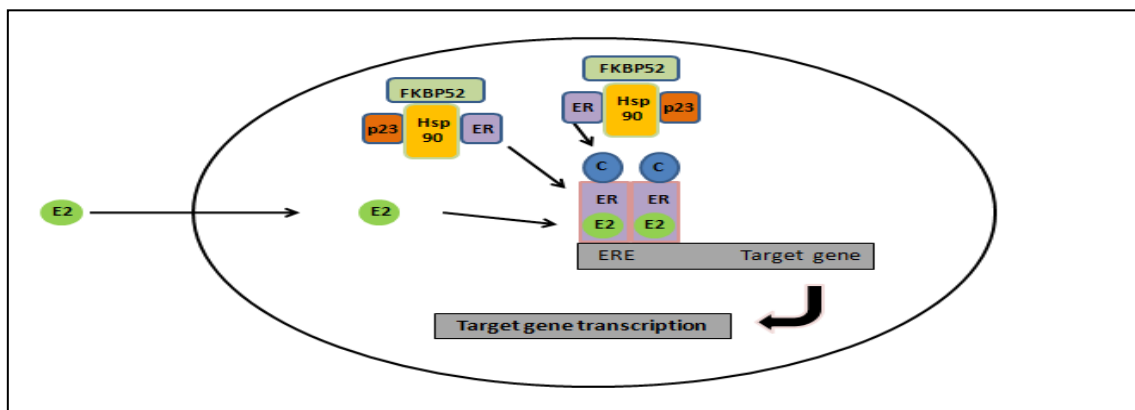 FKBP52
ER Hsp 90 p23
FKBP52
p23 Hsp 90 ER
C C
ER ER
E2 E2 E2 E2
ERE Target gene
Target gene transcription